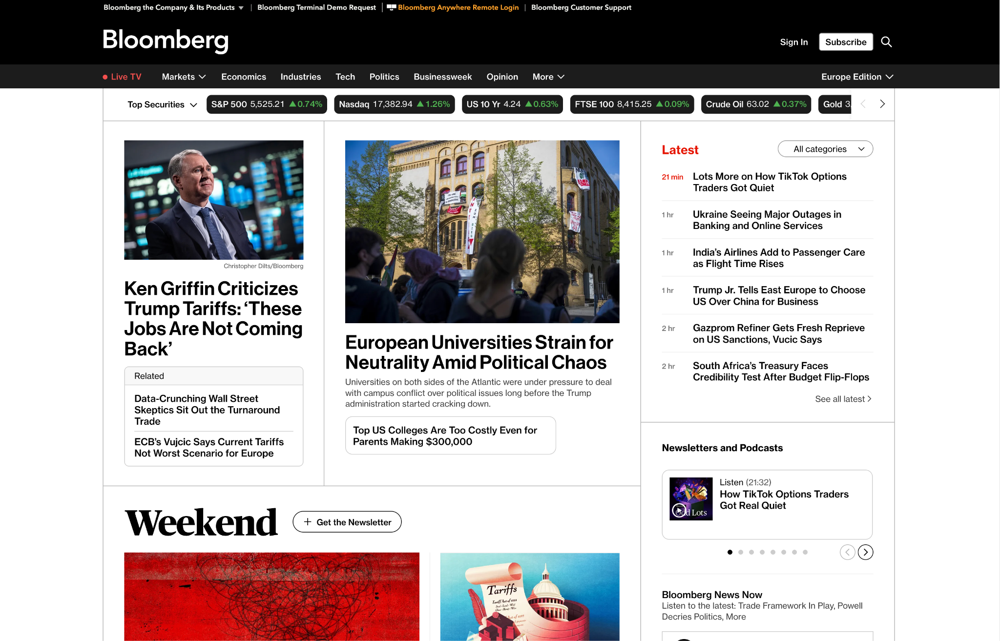 Bloomberg the Company & Its Products
Bloomberg Terminal Demo Request
Bloomberg Anywhere Remote Login
Bloomberg Customer Support
Bloomberg
Sign In
Subscribe
Live TV
Markets
Economics
Industries
Tech
Politics
Businessweek
Opinion
More
Europe Edition
Top Securities
S&P 500 5,525.21 ▲0.74%
Nasdaq 17,382.94 ▲1.26%
US 10 Yr 4.24 ▲0.63%
FTSE 100 8,415.25 ▲0.09%
Crude Oil 63.02 ▲0.37%
Gold 3,
Christopher Dilts/Bloomberg
Ken Griffin Criticizes
Trump Tariffs: ‘These
Jobs Are Not Coming
Back’
Related
Data-Crunching Wall Street
Skeptics Sit Out the Turnaround
Trade
ECB’s Vujcic Says Current Tariffs
Not Worst Scenario for Europe
European Universities Strain for
Neutrality Amid Political Chaos
Universities on both sides of the Atlantic were under pressure to deal
with campus conflict over political issues long before the Trump
administration started cracking down.
Top US Colleges Are Too Costly Even for
Parents Making $300,000
Latest
All categories
21 min
Lots More on How TikTok Options
Traders Got Quiet
1 hr
Ukraine Seeing Major Outages in
Banking and Online Services
1 hr
India’s Airlines Add to Passenger Care
as Flight Time Rises
1 hr
Trump Jr. Tells East Europe to Choose
US Over China for Business
2 hr
Gazprom Refiner Gets Fresh Reprieve
on US Sanctions, Vucic Says
2 hr
South Africa’s Treasury Faces
Credibility Test After Budget Flip-Flops
See all latest
Newsletters and Podcasts
Odd Lots
Listen (21:32)
How TikTok Options Traders
Got Real Quiet
Bloomberg News Now
Listen to the latest: Trade Framework In Play, Powell
Decries Politics, More
Weekend
Get the Newsletter
Tariffs
Tariff Act of